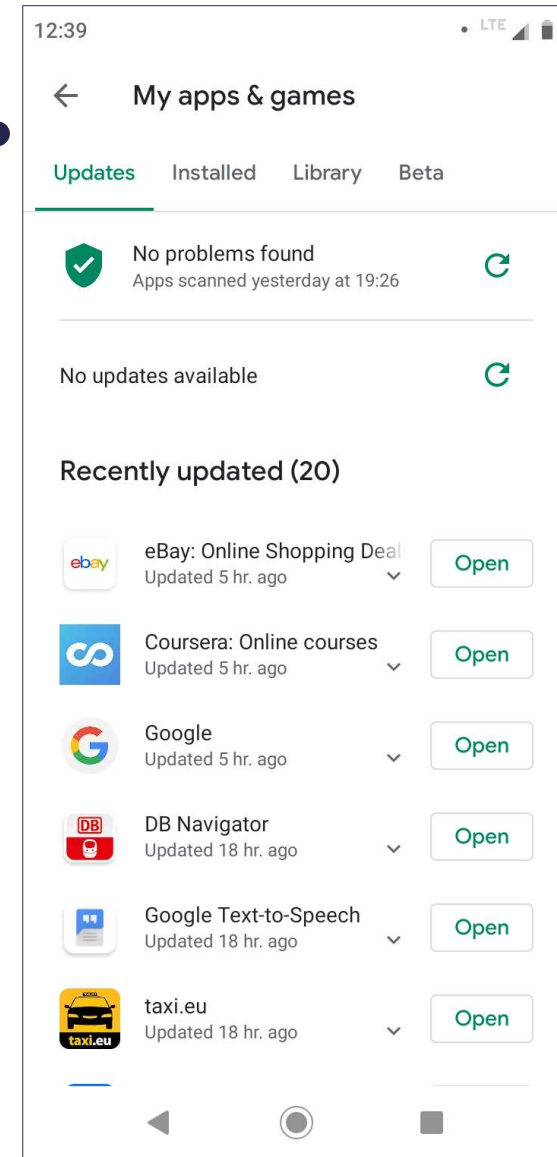 12:39
LTE
My apps & games
Updates Installed Library Beta
No problems found
Apps scanned yesterday at 19:26
No updates available
Recently updated (20)
ebay
eBay: Online Shopping Deal
Updated 5 hr. ago
Open
Coursera: Online courses
Updated 5 hr. ago
Open
G
Google
Updated 5 hr. ago
Open
DB
DB Navigator
Updated 18 hr. ago
Open
Google Text-to-Speech
Updated 18 hr. ago
Open
taxi.eu
taxi.eu
Updated 18 hr. ago
Open